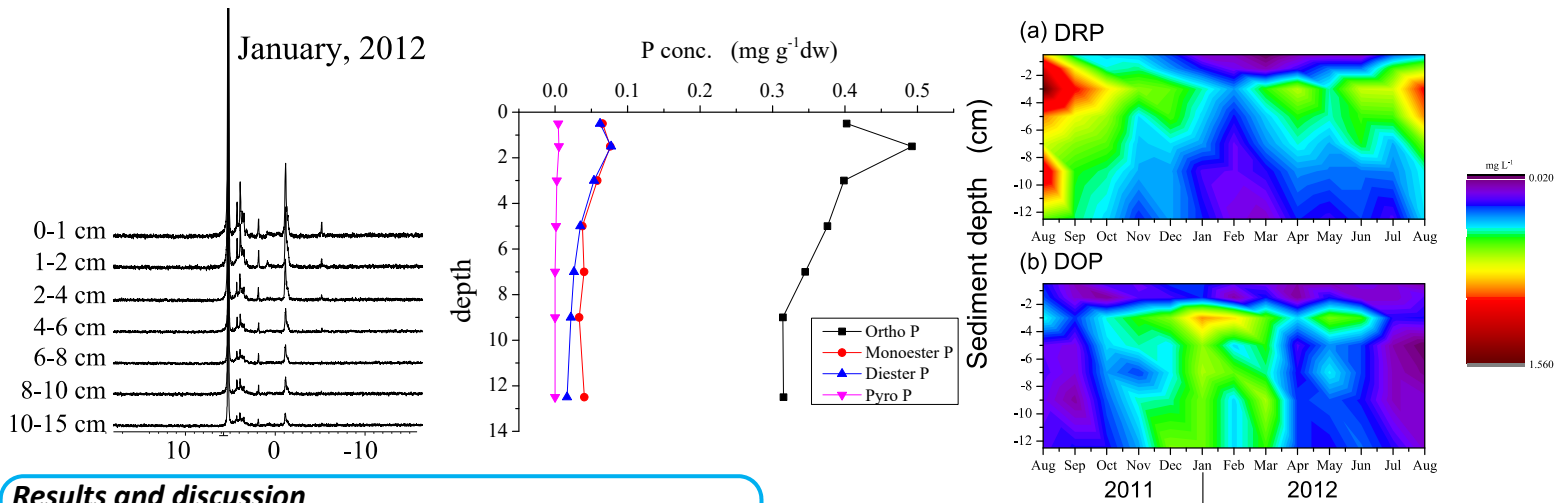 January, 2012
0-1 cm
1-2 cm
2-4 cm
4-6 cm
6-8 cm
8-10 cm
10-15 cm
10 0 -10
P conc. (mg g-1dw)
0.0 0.1 0.2 0.3 0.4 0.5
depth
0
2
4
6
8
10
12
14
Ortho P
Monoester P
Diester P
Pyro P
Sediment depth (cm)
(a) DRP
-2
-4
-6
-8
-10
-12
Aug Sep Oct Nov Dec Jan Feb Mar Apr May Jun Jul Aug
(b) DOP
-2
-4
-6
-8
-10
-12
Aug Sep Oct Nov Dec Jan Feb Mar Apr May Jun Jul Aug
2011 2012
mg L-1
0.020
1.560
Results and discussion